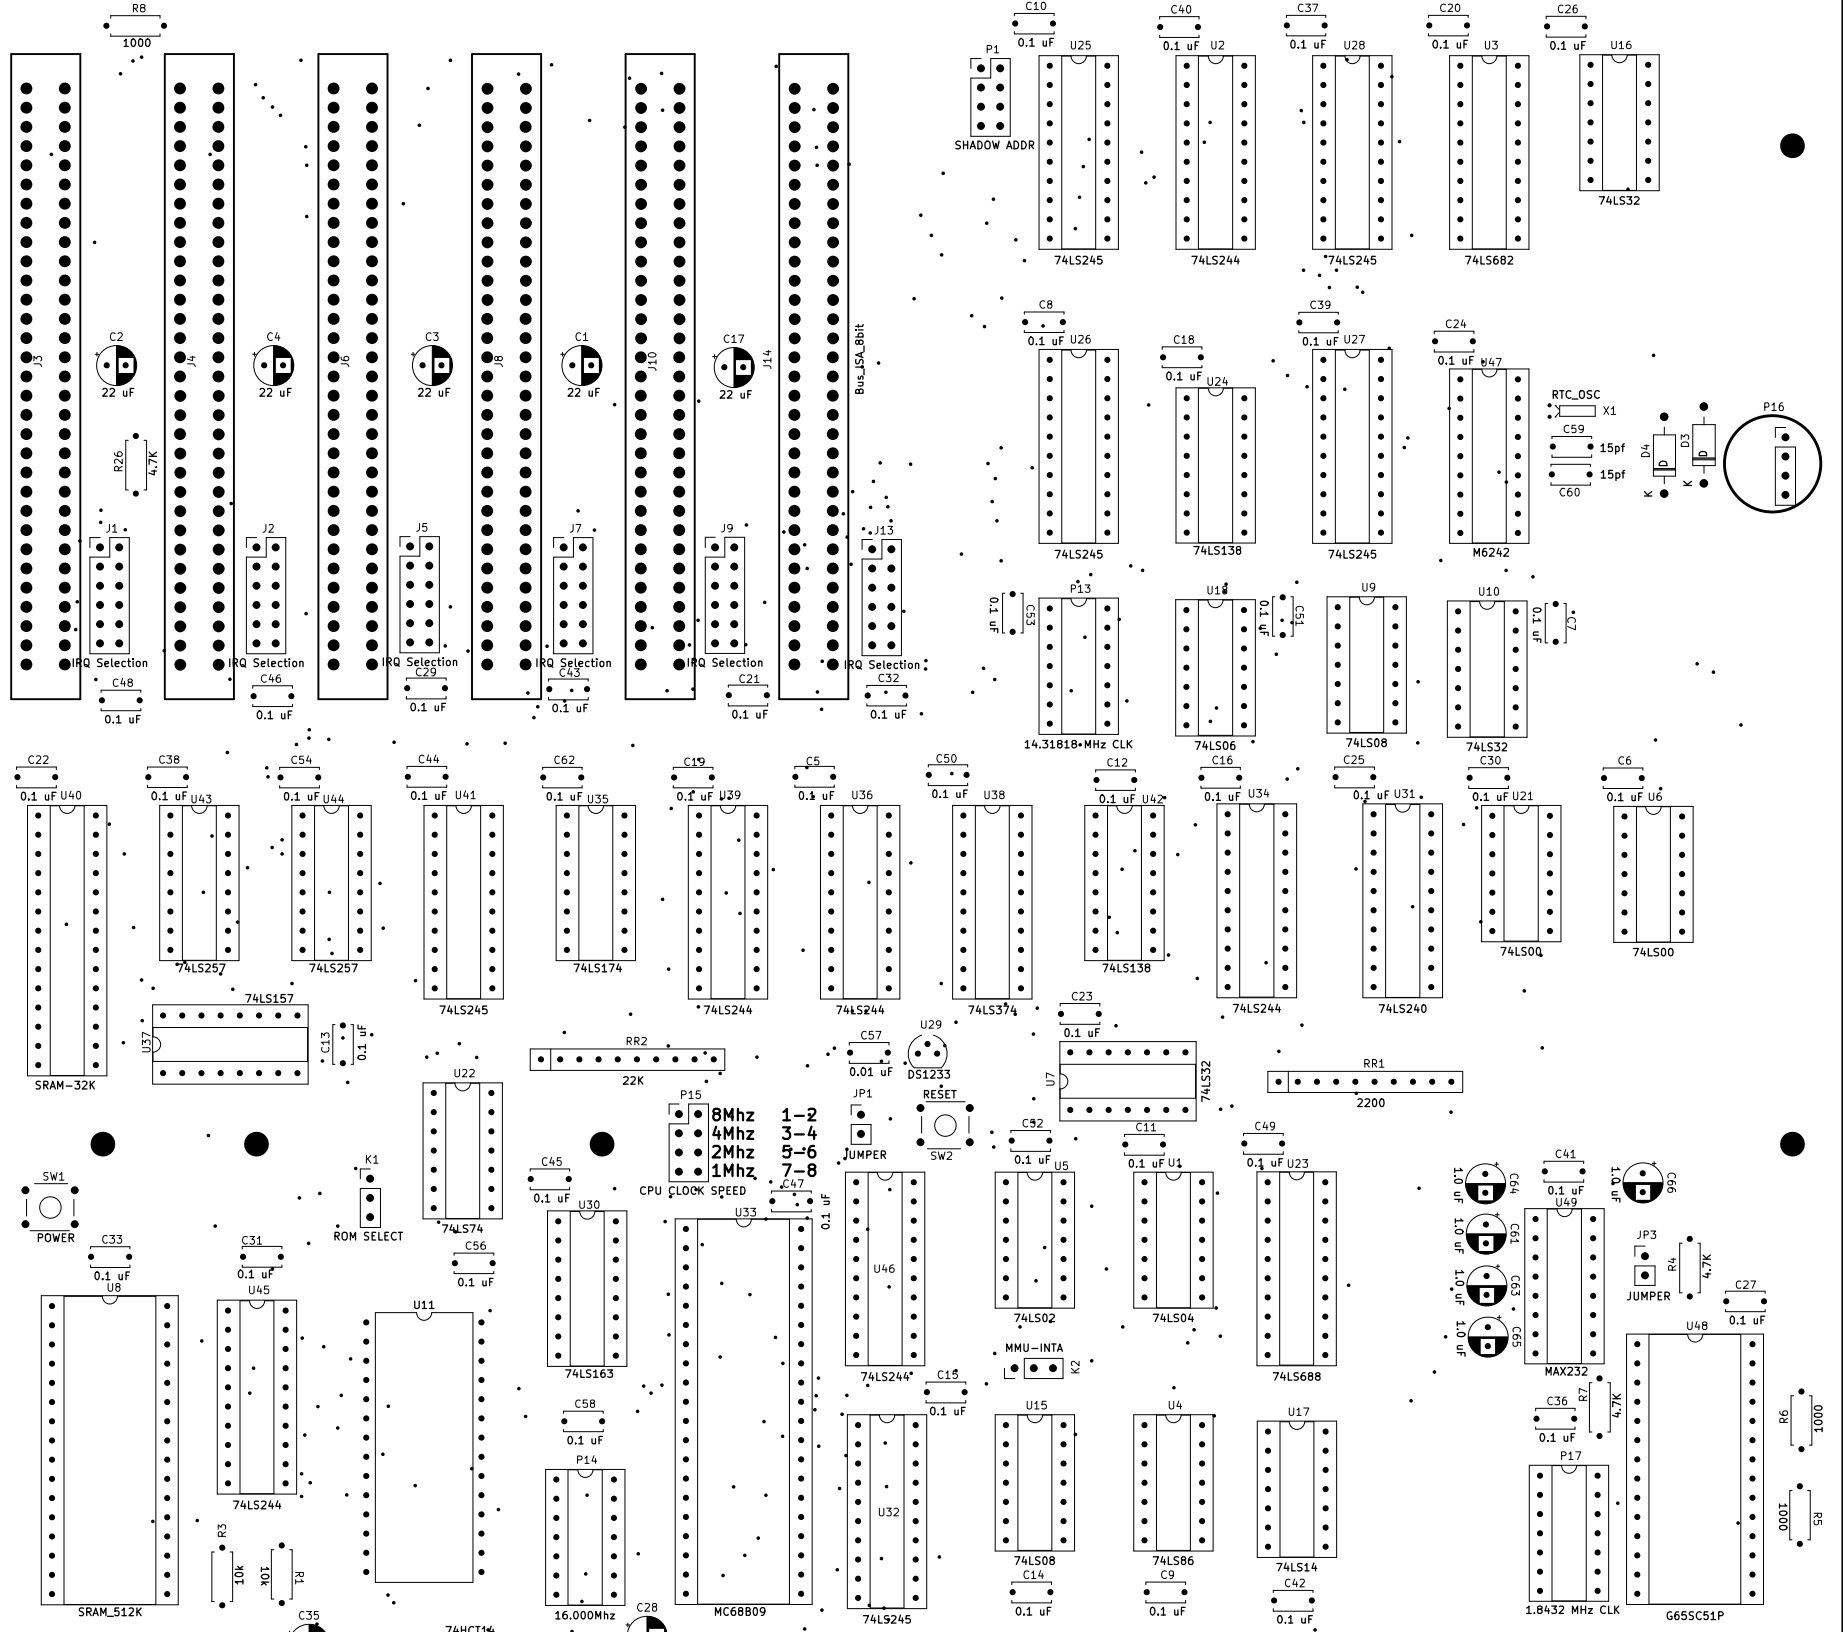 R8
1000
C10
0.1 uF
C40
0.1 uF
C37
0.1 uF
C20
0.1 uF
C26
0.1 uF
P1
SHADOW ADDR
U25
74LS245
U2
74LS244
U28
74LS245
U3
74LS682
U16
74LS32
J3
C2
22 uF
J4
C4
22 uF
J6
C3
22 uF
J8
C1
22 uF
J10
C17
22 uF
J14
Bus_ISA_8bit
C8
0.1 uF
U26
74LS245
C18
0.1 uF
U24
74LS138
C39
0.1 uF
U27
74LS245
C24
0.1 uF
U47
M6242
RTC_OSC
X1
C59
15pf
15pf
C60
D4
D
K
D3
D
K
P16
R26
4.7K
J1
IRQ Selection
J2
IRQ Selection
J5
IRQ Selection
J7
IRQ Selection
J9
IRQ Selection
J13
IRQ Selection
C48
0.1 uF
C46
0.1 uF
C29
0.1 uF
C43
0.1 uF
C21
0.1 uF
C32
0.1 uF
C53
0.1 uF
P13
14.31818 MHz CLK
U18
74LS06
C51
0.1 uF
U9
74LS08
U10
74LS32
C7
0.1 uF
C22
0.1 uF
U40
SRAM-32K
C38
0.1 uF
U43
74LS257
C54
0.1 uF
U44
74LS257
C44
0.1 uF
U41
74LS245
C62
0.1 uF
U35
74LS174
C19
0.1 uF
U39
74LS244
C5
0.1 uF
U36
74LS244
C50
0.1 uF
U38
74LS374
C12
0.1 uF
U42
74LS138
C16
0.1 uF
U34
74LS244
C25
0.1 uF
U31
74LS240
C30
0.1 uF
U21
74LS00
C6
0.1 uF
U6
74LS00
74LS157
U37
C13
0.1 uF
U22
74LS74
RR2
22K
C57
0.01 uF
U29
DS1233
C23
0.1 uF
U7
74LS32
RR1
2200
P15
8Mhz 1-2
4Mhz 3-4
2Mhz 5-6
1Mhz 7-8
CPU CLOCK SPEED
JP1
JUMPER
RESET
SW2
C52
0.1 uF
C11
0.1 uF
C49
0.1 uF
SW1
POWER
K1
ROM SELECT
C45
0.1 uF
C47
0.1 uF
C33
0.1 uF
C31
0.1 uF
C56
0.1 uF
U30
74LS163
U33
MC68B09
U46
74LS244
U5
74LS02
U1
74LS04
U23
74LS688
C64
1.0 uF
C61
1.0 uF
C63
1.0 uF
C65
1.0 uF
C41
0.1 uF
C66
1.0 uF
U49
MAX232
JP3
JUMPER
R4
4.7K
C27
0.1 uF
U8
SRAM_512K
U45
74LS244
U11
74HCT14
C58
0.1 uF
P14
16.000Mhz
MMU-INTA
K2
C15
0.1 uF
U32
74LS245
U15
74LS08
U4
74LS86
U17
74LS14
R7
4.7K
C36
0.1 uF
P17
1.8432 MHz CLK
U48
G65SC51P
R6
1000
R5
1000
R3
10k
R1
10k
C14
0.1 uF
C9
0.1 uF
C42
0.1 uF
C35
C28